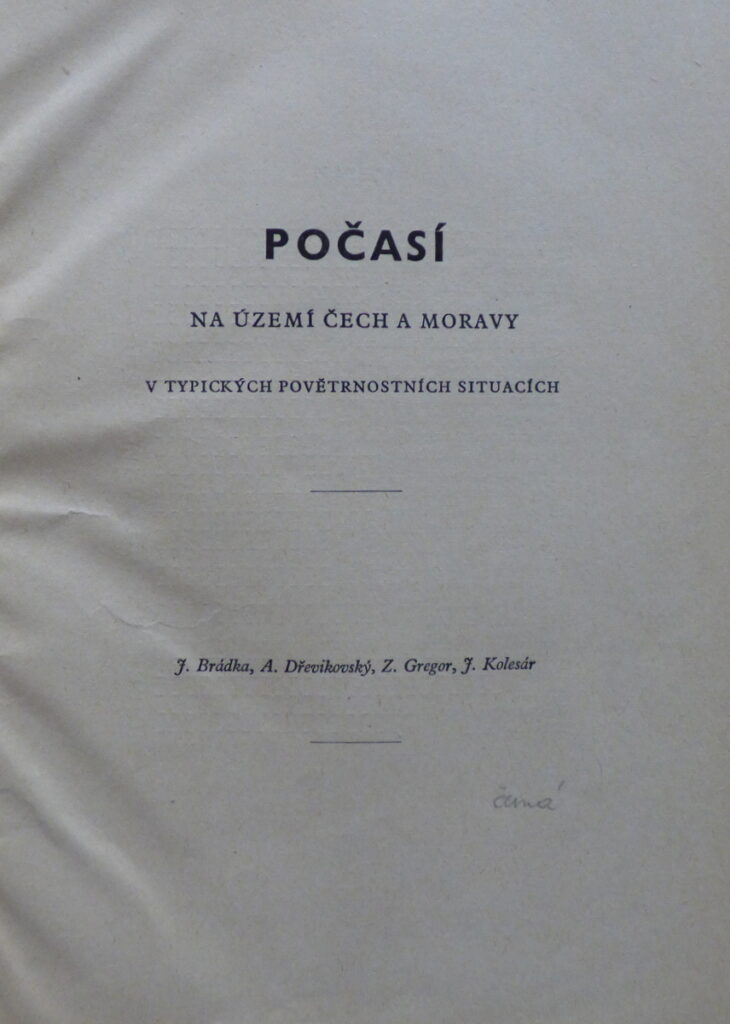 POČASÍ
NA ÚZEMÍ ČECH A MORAVY
V TYPICKÝCH POVĚTRNOSTNÍCH SITUACÍCH
J. Brádka, A. Dřevikovský, Z. Gregor, J. Kolesár
černá